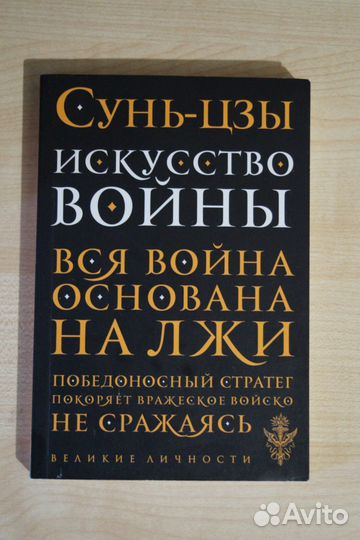 Сунь-цзы
Искусство
войны
Вся война
основана
на лжи
Победоносный стратег
покоряет вражеское войско
не сражаясь
Великие личности
Avito